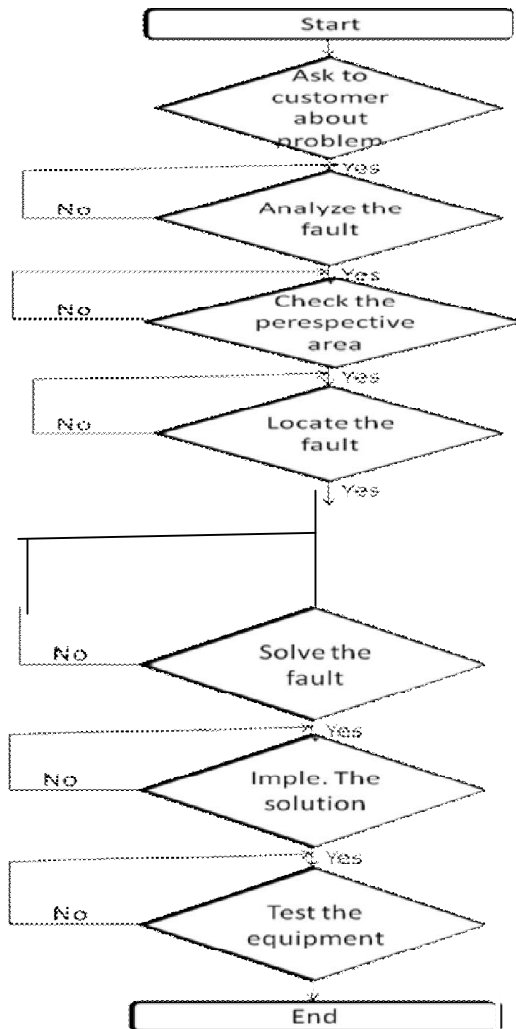 Start
Ask to
customer
about
problem
Yes
No
Analyze the
fault
Yes
No
Check the
perespective
area
Yes
No
Locate the
fault
Yes
No
Solve the
fault
Yes
No
Imple. The
solution
Yes
No
Test the
equipment
End